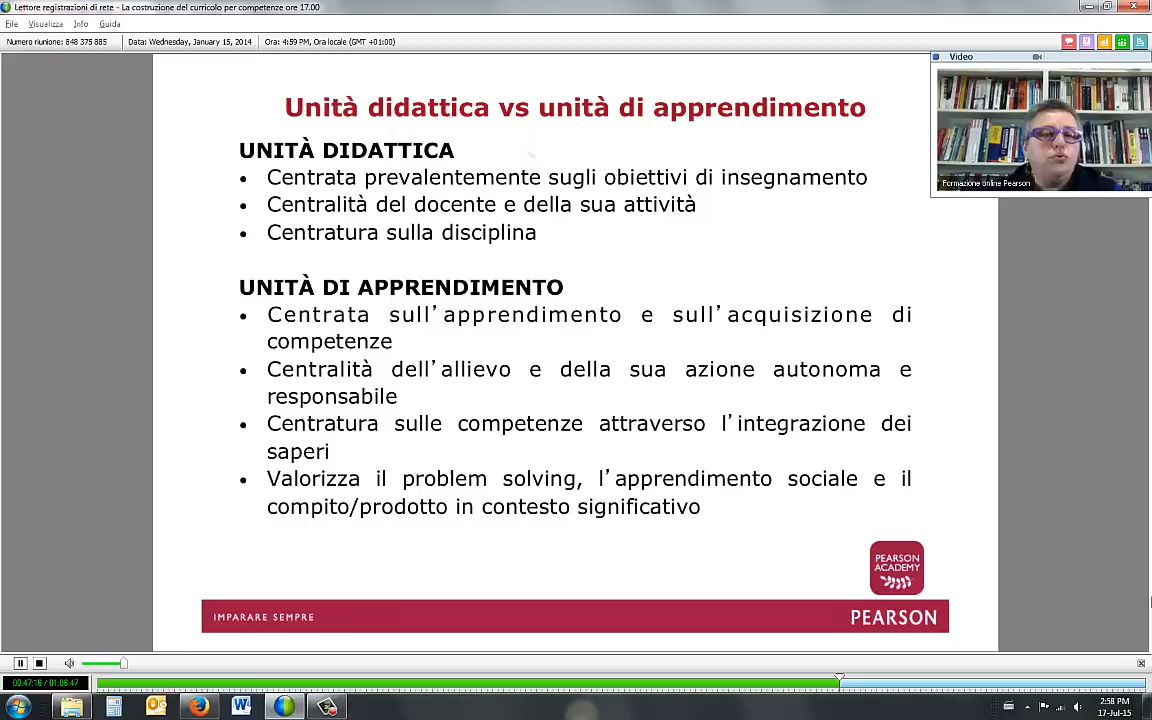 Lettore registrazioni di rete - La costruzione del curricolo per competenze ore 17.00
File Visualizza Info Guida
Numero riunione: 848 375 885 Data: Wednesday, January 15, 2014 Ora: 4:59 PM, Ora locale (GMT +01:00)
Video
Formazione online Pearson
Unità didattica vs unità di apprendimento
UNITÀ DIDATTICA
• Centrata prevalentemente sugli obiettivi di insegnamento
• Centralità del docente e della sua attività
• Centratura sulla disciplina
UNITÀ DI APPRENDIMENTO
• Centrata sull’apprendimento e sull’acquisizione di
competenze
• Centralità dell’allievo e della sua azione autonoma e
responsabile
• Centratura sulle competenze attraverso l’integrazione dei
saperi
• Valorizza il problem solving, l’apprendimento sociale e il
compito/prodotto in contesto significativo
PEARSON
ACADEMY
IMPARARE SEMPRE
PEARSON
00:47:16 / 01:06:47
2:58 PM
17-Jul-15